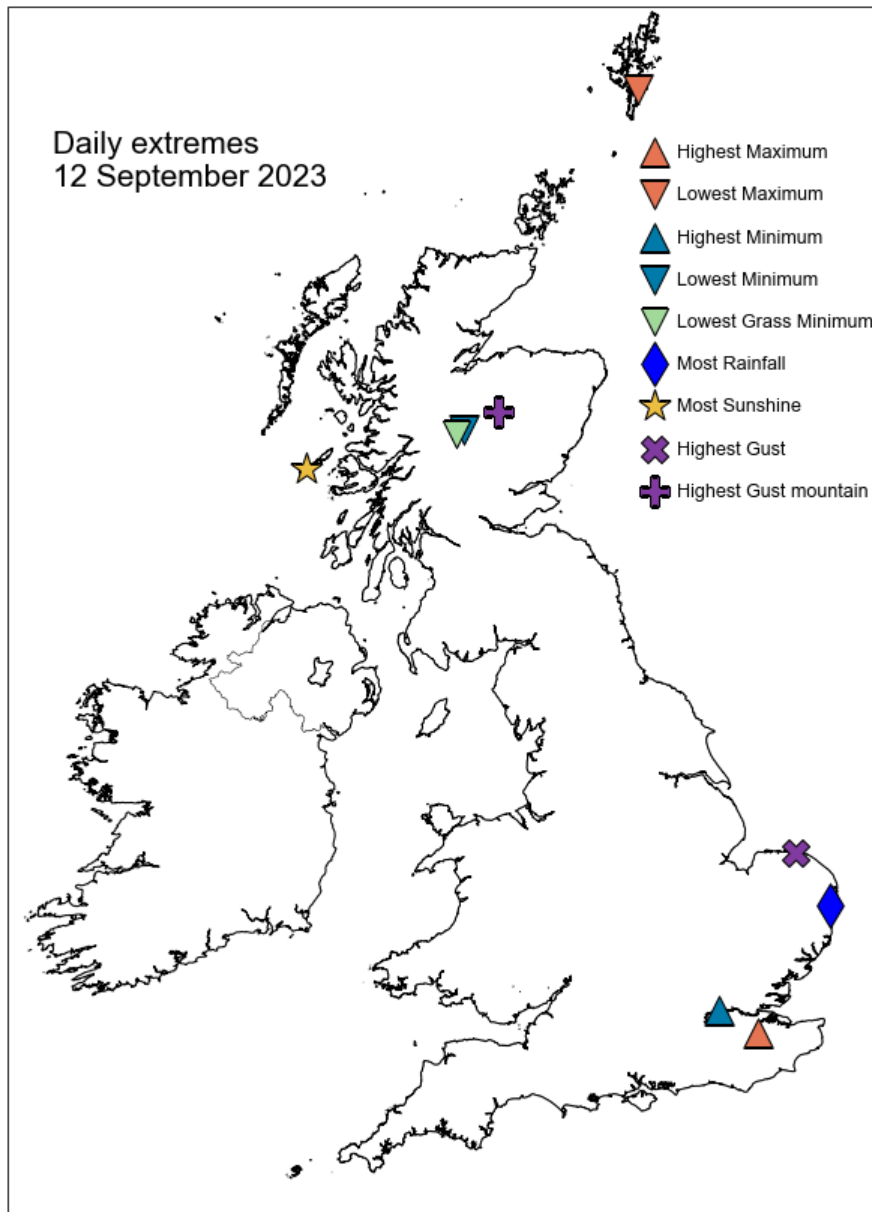 Daily extremes
12 September 2023
Highest Maximum
Lowest Maximum
Highest Minimum
Lowest Minimum
Lowest Grass Minimum
Most Rainfall
Most Sunshine
Highest Gust
Highest Gust mountain